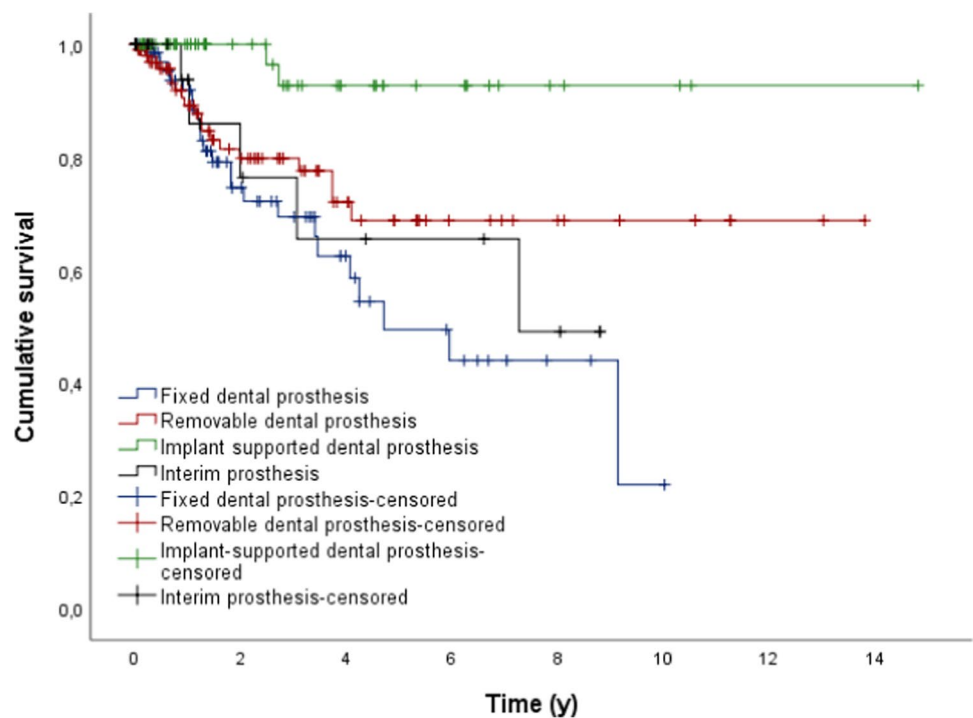 Cumulative survival
1,0
0,8
0,6
0,4
0,2
0,0
Fixed dental prosthesis
Removable dental prosthesis
Implant supported dental prosthesis
Interim prosthesis
Fixed dental prosthesis-censored
Removable dental prosthesis-censored
Implant-supported dental prosthesis-
censored
Interim prosthesis-censored
0 2 4 6 8 10 12 14
Time (y)